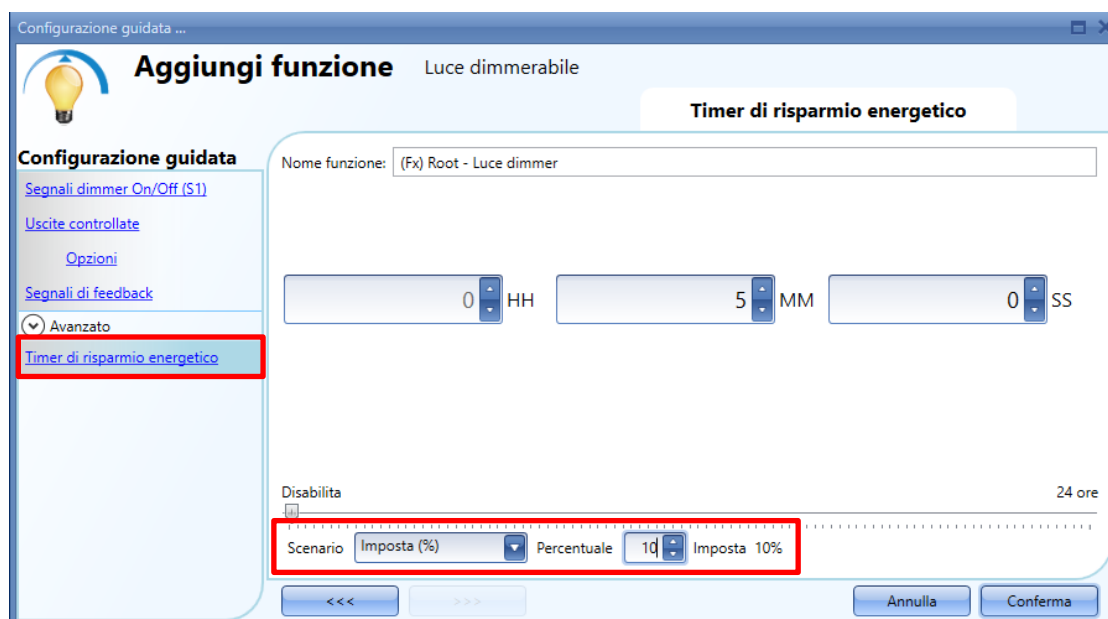 Configurazione guidata ...
Aggiungi funzione Luce dimmerabile
Timer di risparmio energetico
Configurazione guidata
Nome funzione: (Fx) Root - Luce dimmer
Segnali dimmer On/Off (S1)
Uscite controllate
Opzioni
Segnali di feedback
Avanzato
Timer di risparmio energetico
0 HH 5 MM 0 SS
Disabilita 24 ore
Scenario Imposta (%) Percentuale 10 Imposta 10%
<<< >>> Annulla Conferma